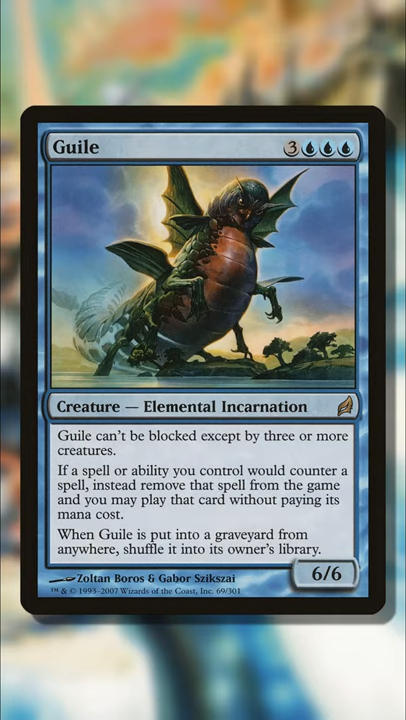 Guile 3
Creature — Elemental Incarnation
Guile can't be blocked except by three or more
creatures.
If a spell or ability you control would counter a
spell, instead remove that spell from the game
and you may play that card without paying its
mana cost.
When Guile is put into a graveyard from
anywhere, shuffle it into its owner's library.
6/6
Zoltan Boros & Gabor Szikszai
™ & © 1993–2007 Wizards of the Coast, Inc. 69/301